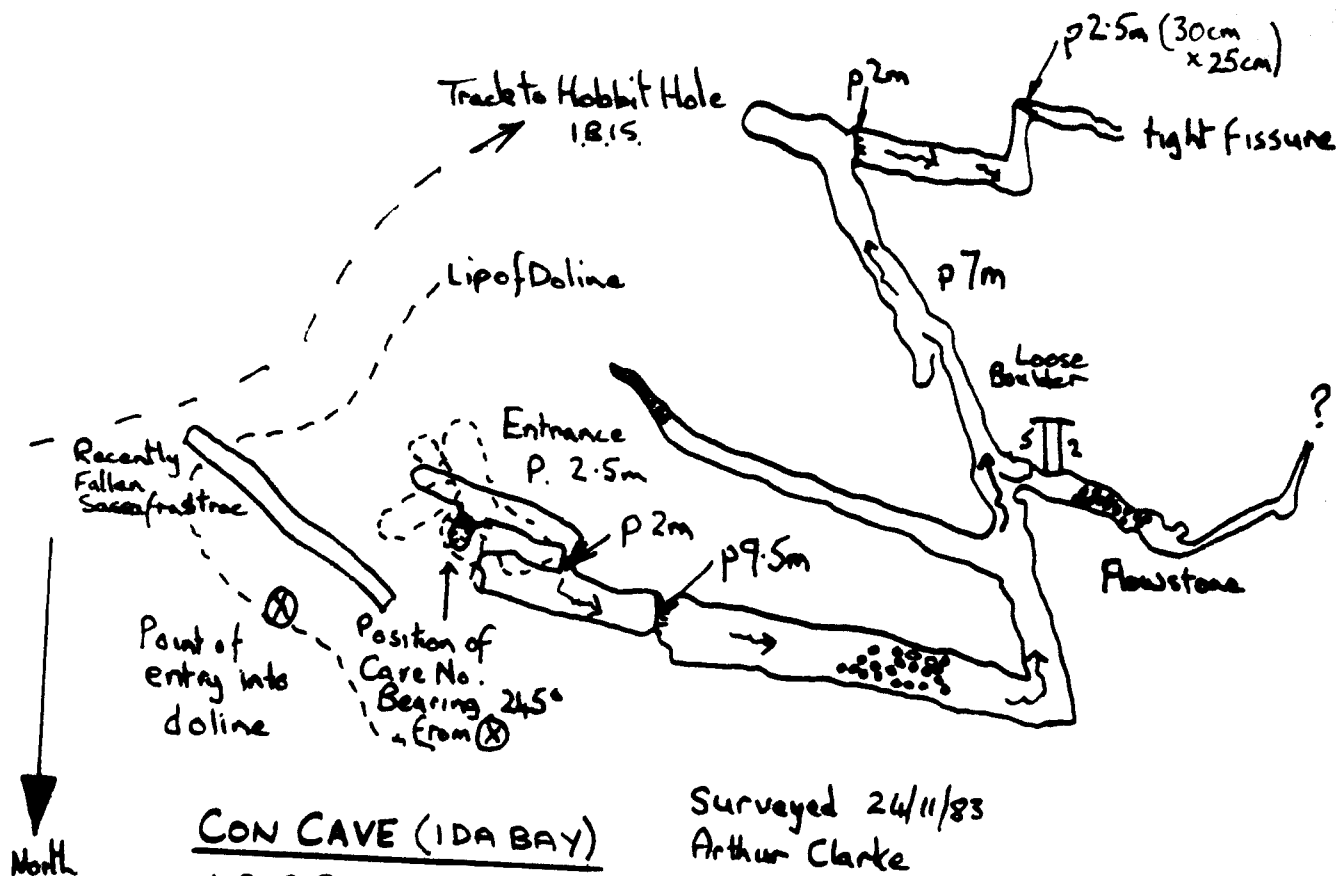 p2.5m (30cm
x 25cm)
tight Fissure
p2m
Track to Hobbit Hole
I.B.15.
Lip of Doline
p7m
Loose
Boulder
5 2
?
Flowstone
Entrance
P. 2.5m
p2m
p9.5m
Recently
Fallen
Sassafras tree
Point of
entry into
doline
X
Position of
Cave No.
Bearing 245°
from X
North
CON CAVE (IDA BAY)
Surveyed 24/11/83
Arthur Clarke